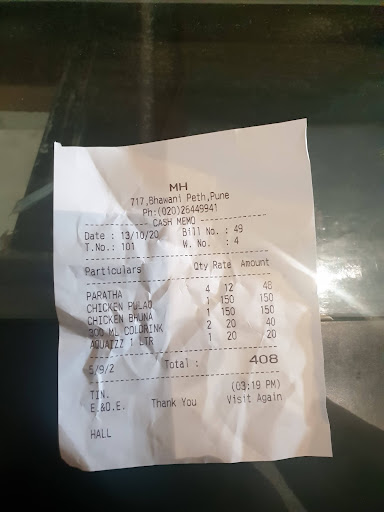 MH
717,Bhawani Peth,Pune
Ph:(020)26449941
CASH MEMO
Date : 13/10/20 Bill No. : 49
T.No.: 101 W. No. : 4
Particulars Qty Rate Amount
PARATHA 4 12 48
CHICKEN PULAO 1 150 150
CHICKEN BHUNA 1 150 150
300 ML COLDRINK 2 20 40
AQUAIZZ 1 LTR 1 20 20
5/9/2 Total : 408
TIN. (03:19 PM)
E.&O.E. Thank You Visit Again
HALL